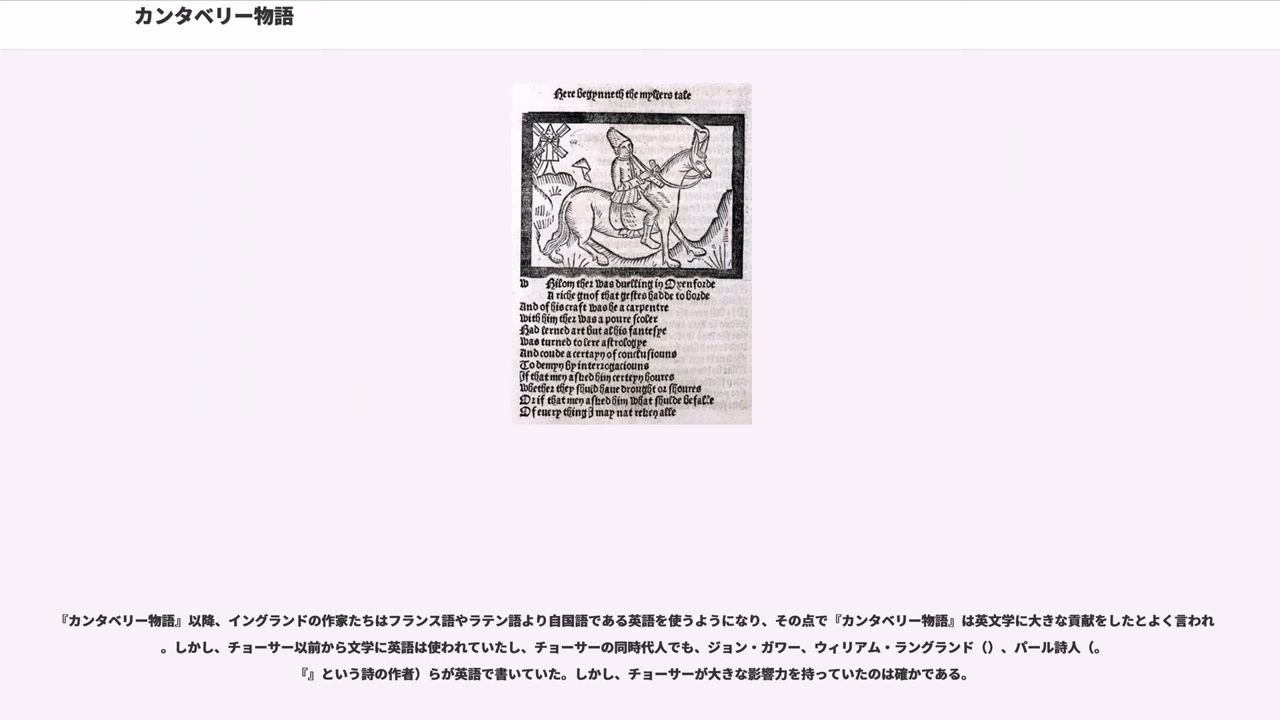 カンタベリー物語
Here begynneth the myllers tale
W Hilom ther was duelling in Oxenforde
A riche gnof that gestes hadde to borde
And of his craft was he a carpentre
With him ther was a poure scoler
Had lerned art but al his fantesye
Was turned to lere astrologye
And coude a certayn of conclusiouns
To demyn by interrogaciouns
If that men asked him certeyn houres
Whether they shuld haue drought or shoures
Or if that men asked him what shulde befalle
Of euery thing I may nat reken alle
『カンタベリー物語』以降、イングランドの作家たちはフランス語やラテン語より自国語である英語を使うようになり、その点で『カンタベリー物語』は英文学に大きな貢献をしたとよく言われ
。しかし、チョーサー以前から文学に英語は使われていたし、チョーサーの同時代人でも、ジョン・ガワー、ウィリアム・ラングランド（）、パール詩人（。
『』という詩の作者）らが英語で書いていた。しかし、チョーサーが大きな影響力を持っていたのは確かである。